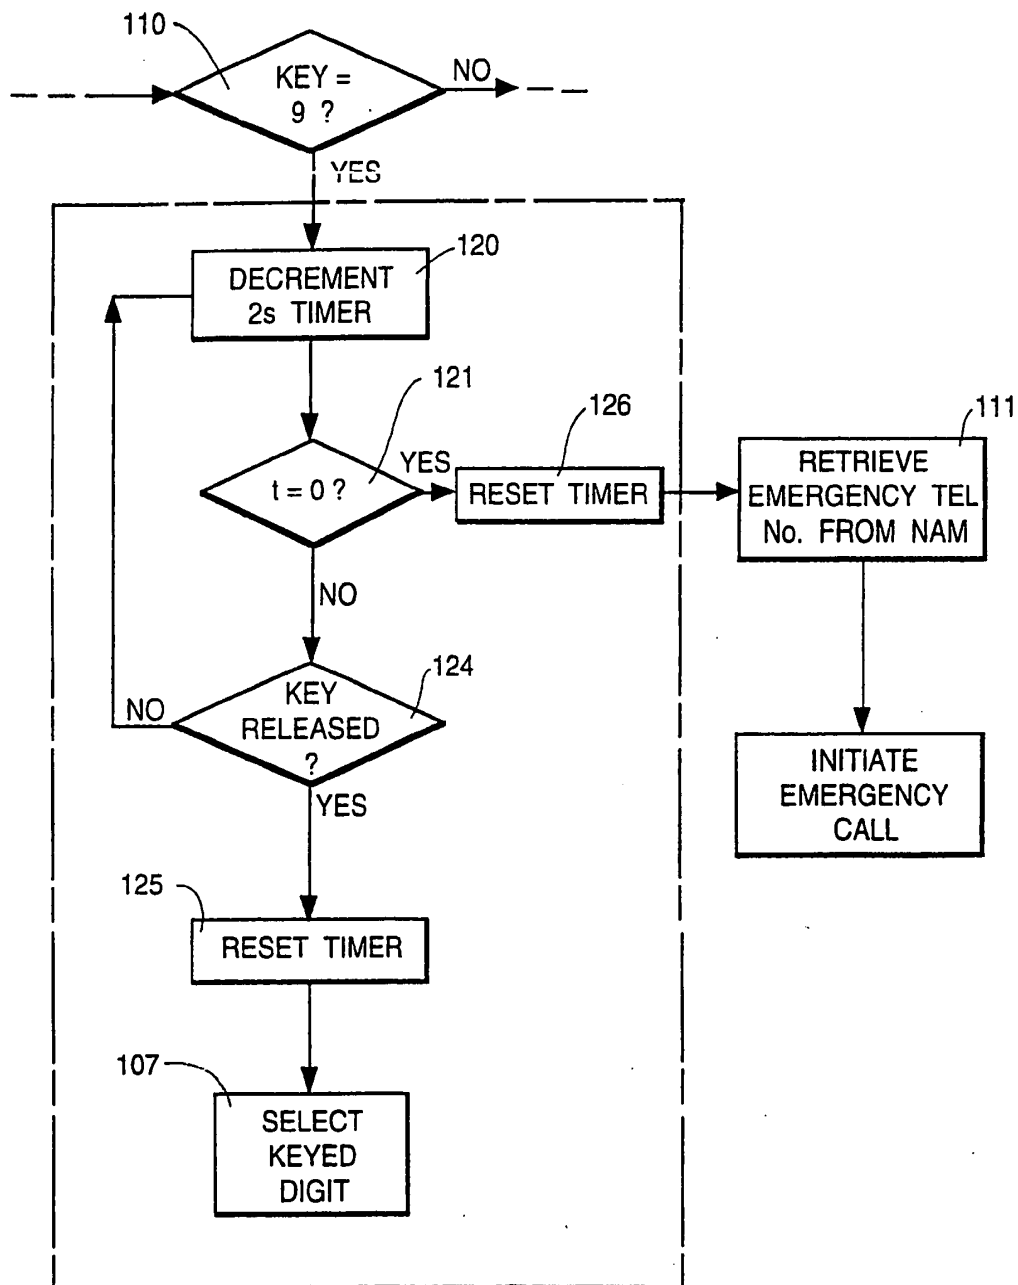 110
KEY =
9 ?
NO
YES
120
DECREMENT
2s TIMER
121
t = 0 ?
YES
126
RESET TIMER
111
RETRIEVE
EMERGENCY TEL
No. FROM NAM
NO
124
KEY
RELEASED
?
NO
YES
INITIATE
EMERGENCY
CALL
125
RESET TIMER
107
SELECT
KEYED
DIGIT